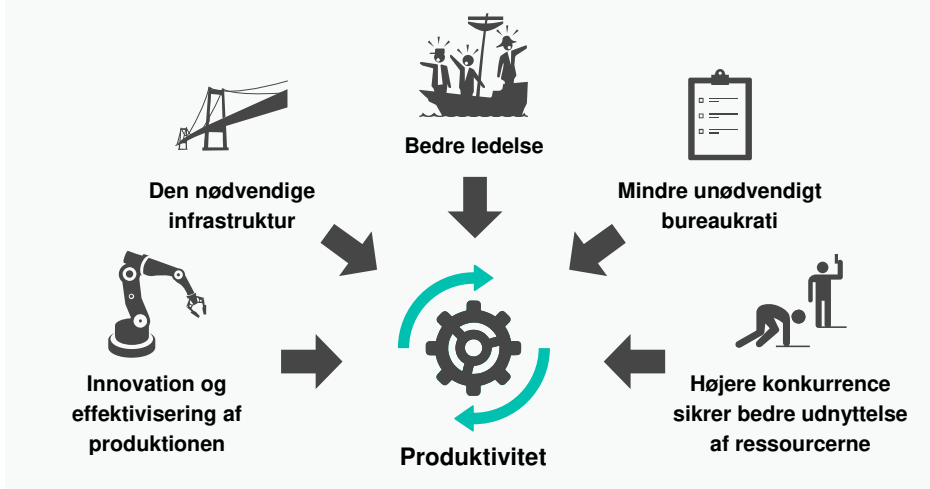 Bedre ledelse
Den nødvendige
infrastruktur
Mindre unødvendigt
bureaukrati
Innovation og
effektivisering af
produktionen
Højere konkurrence
sikrer bedre udnyttelse
af ressourcerne
Produktivitet